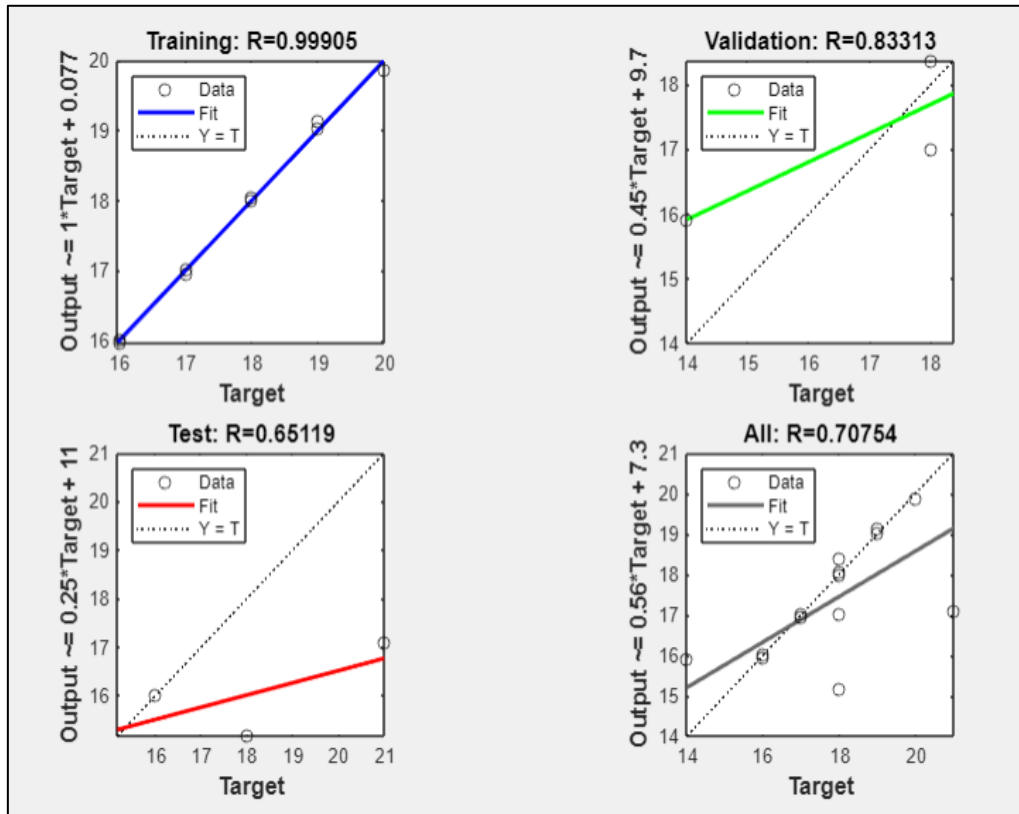 Training: R=0.99905
Output ~= 1*Target + 0.077
20
19
18
17
16
Data
Fit
Y = T
16 17 18 19 20
Target
Validation: R=0.83313
Output ~= 0.45*Target + 9.7
18
17
16
15
14
Data
Fit
Y = T
14 15 16 17 18
Target
Test: R=0.65119
Output ~= 0.25*Target + 11
21
20
19
18
17
16
Data
Fit
Y = T
16 17 18 19 20 21
Target
All: R=0.70754
Output ~= 0.56*Target + 7.3
21
20
19
18
17
16
15
14
Data
Fit
Y = T
14 16 18 20
Target